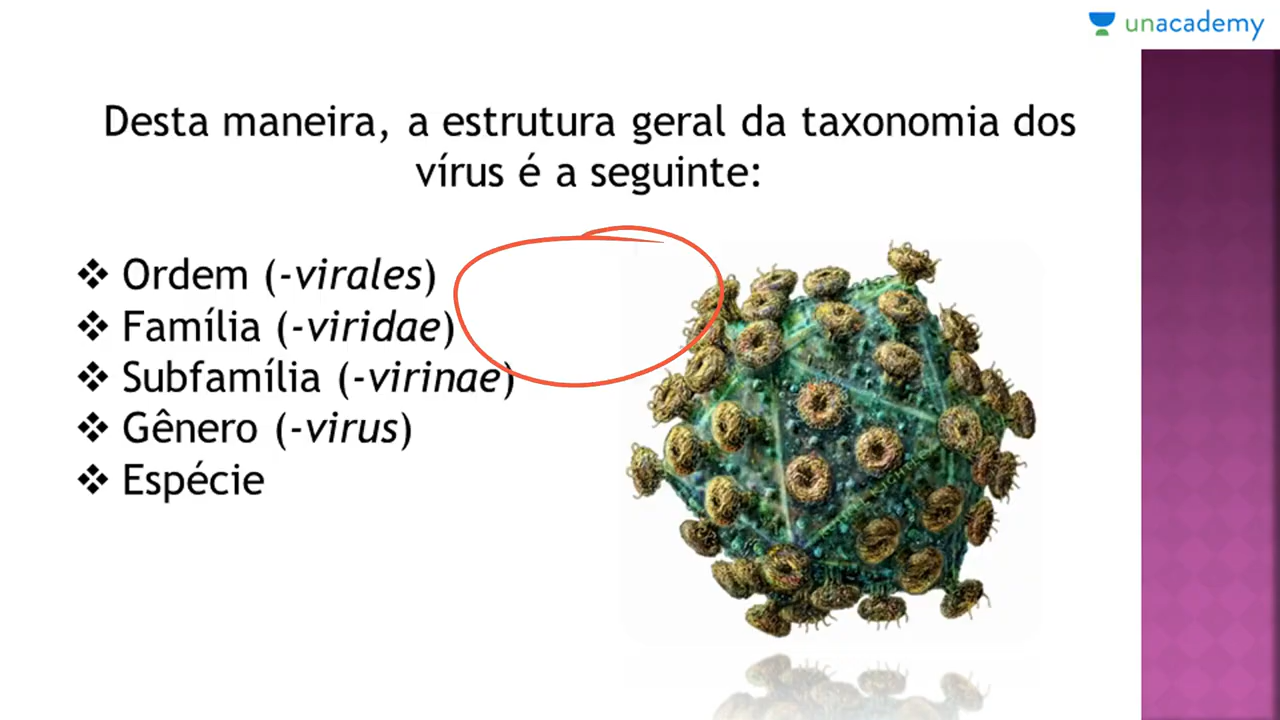 unacademy
Desta maneira, a estrutura geral da taxonomia dos
vírus é a seguinte:
❖ Ordem (-virales)
❖ Família (-viridae)
❖ Subfamília (-virinae)
❖ Gênero (-virus)
❖ Espécie